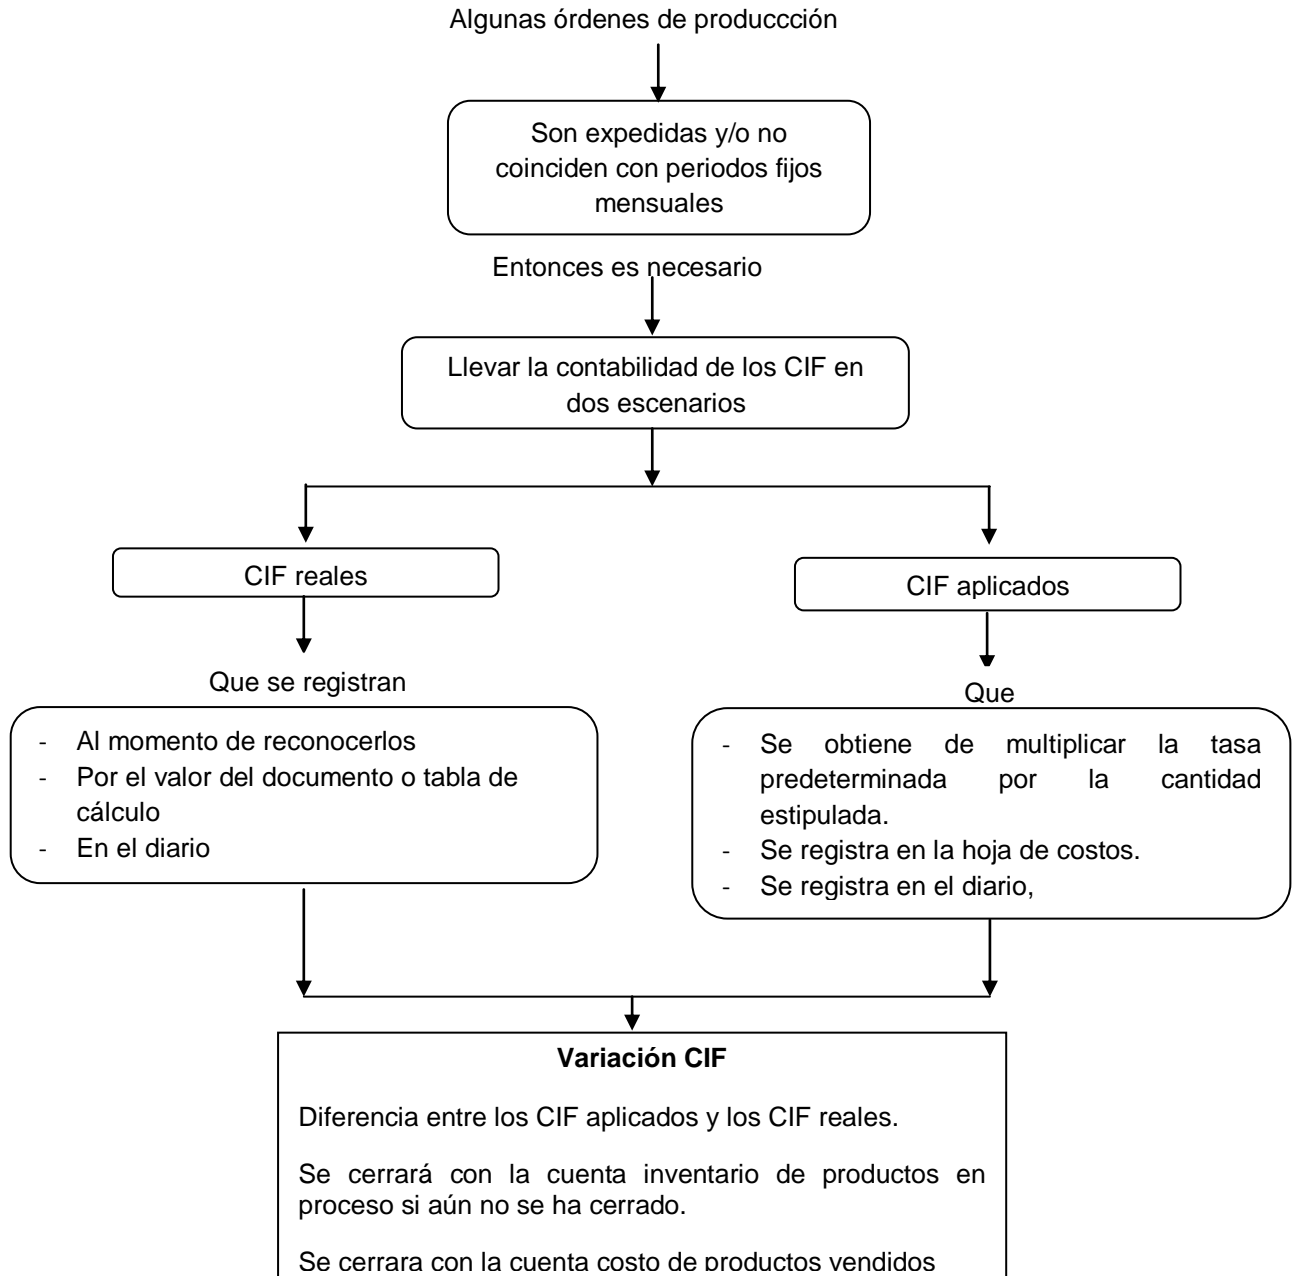 Algunas órdenes de produccción
Son expedidas y/o no
coinciden con periodos fijos
mensuales
Entonces es necesario
Llevar la contabilidad de los CIF en
dos escenarios
CIF reales
CIF aplicados
Que se registran
Que
- Al momento de reconocerlos
- Por el valor del documento o tabla de
cálculo
- En el diario
- Se obtiene de multiplicar la tasa
predeterminada por la cantidad
estipulada.
- Se registra en la hoja de costos.
- Se registra en el diario,
Variación CIF
Diferencia entre los CIF aplicados y los CIF reales.
Se cerrará con la cuenta inventario de productos en
proceso si aún no se ha cerrado.
Se cerrara con la cuenta costo de productos vendidos